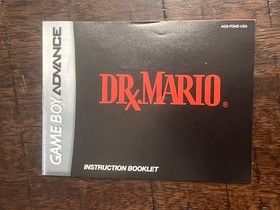 AGB-FDME-USA
GAME BOY ADVANCE
DR.MARIO®
INSTRUCTION BOOKLET